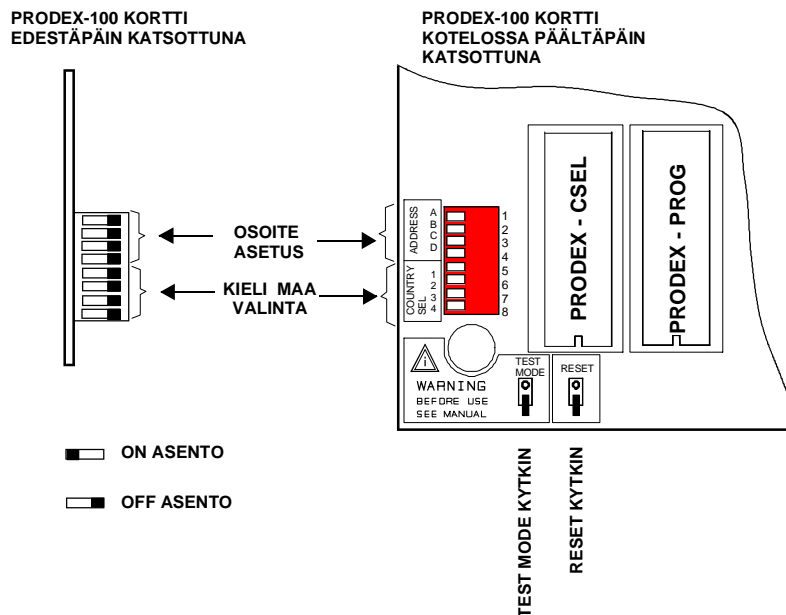 PRODEX-100 KORTTI
EDESTÄPÄIN KATSOTTUNA
PRODEX-100 KORTTI
KOTELOSSA PÄÄLTÄPÄIN
KATSOTTUNA
OSOITE
ASETUS
KIELI MAA
VALINTA
ADDRESS
A
B
C
D
COUNTRY
SEL
1
2
3
4
1
2
3
4
5
6
7
8
PRODEX - CSEL
PRODEX - PROG
WARNING
BEFORE USE
SEE MANUAL
TEST
MODE
RESET
ON ASENTO
OFF ASENTO
TEST MODE KYTKIN
RESET KYTKIN